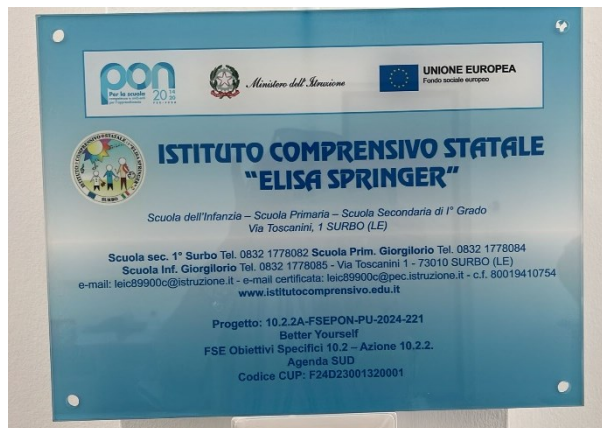 pon
Per la scuola
20 14
20
Ministero dell'Istruzione
UNIONE EUROPEA
Fondo sociale europeo
ISTITUTO COMPRENSIVO STATALE
“ELISA SPRINGER”
Scuola dell'Infanzia – Scuola Primaria – Scuola Secondaria di I° Grado
Via Toscanini, 1 SURBO (LE)
Scuola sec. 1° Surbo Tel. 0832 1778082 Scuola Prim. Giorgilorio Tel. 0832 1778084
Scuola Inf. Giorgilorio Tel. 0832 1778085 - Via Toscanini 1 - 73010 SURBO (LE)
e-mail: leic89900c@istruzione.it - e-mail certificata: leic89900c@pec.istruzione.it - c.f. 80019410754
www.istitutocomprensivo.edu.it
Progetto: 10.2.2A-FSEPON-PU-2024-221
Better Yourself
FSE Obiettivi Specifici 10.2 – Azione 10.2.2.
Agenda SUD
Codice CUP: F24D23001320001